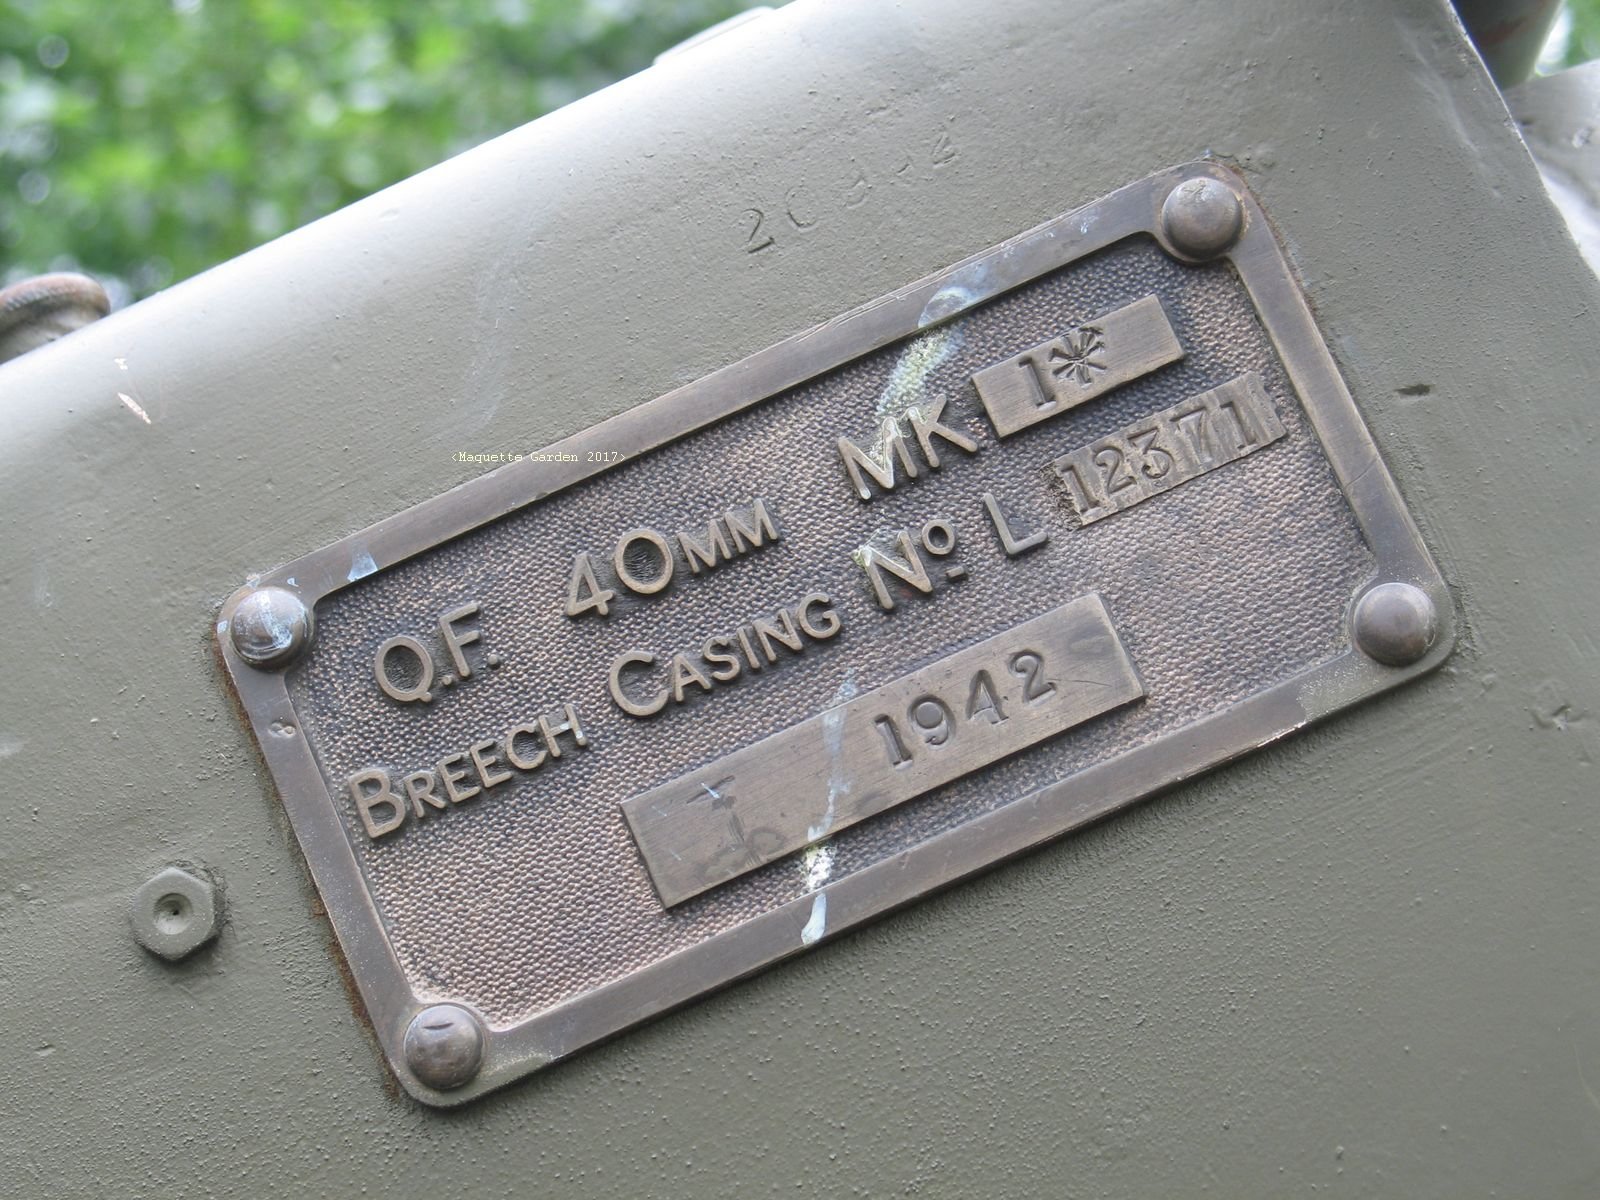 <Maquette Garden 2017>
Q.F. 40MM MK 1*
BREECH CASING Nº L 12371
1942